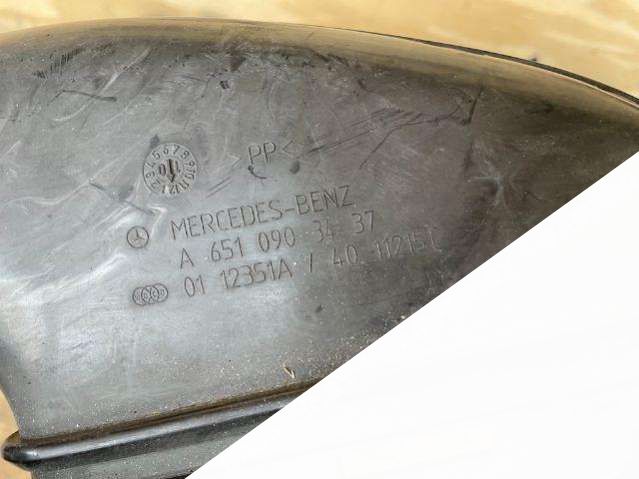 >PP<
MERCEDES-BENZ
A 651 090 34 37
01 12351A / 40